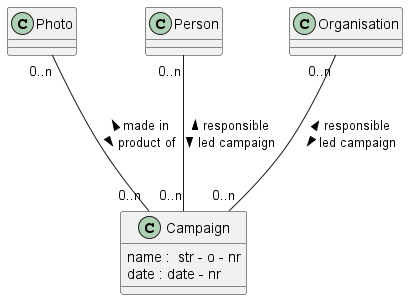 C Photo
C Person
C Organisation
0..n
0..n
0..n
made in
product of
responsible
led campaign
responsible
led campaign
0..n
0..n
0..n
C Campaign
name : str - o - nr
date : date - nr